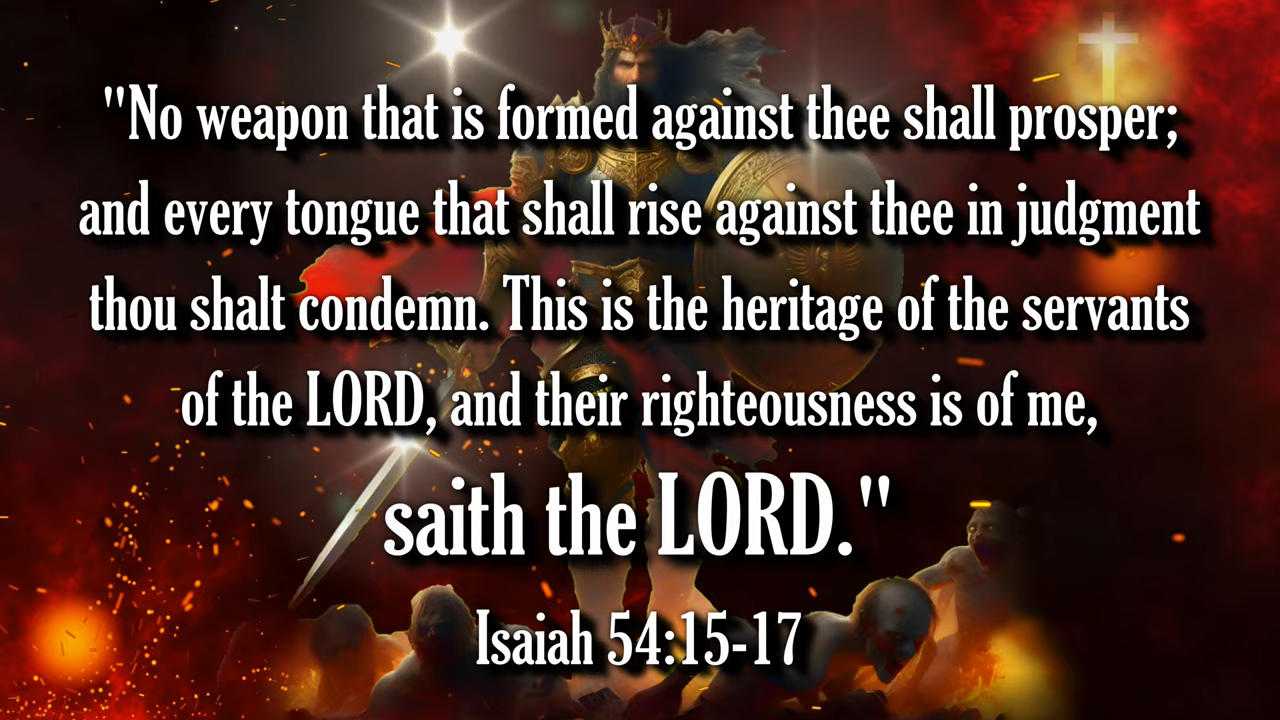 "No weapon that is formed against thee shall prosper;
and every tongue that shall rise against thee in judgment
thou shalt condemn. This is the heritage of the servants
of the LORD, and their righteousness is of me,
saith the LORD."
Isaiah 54:15-17